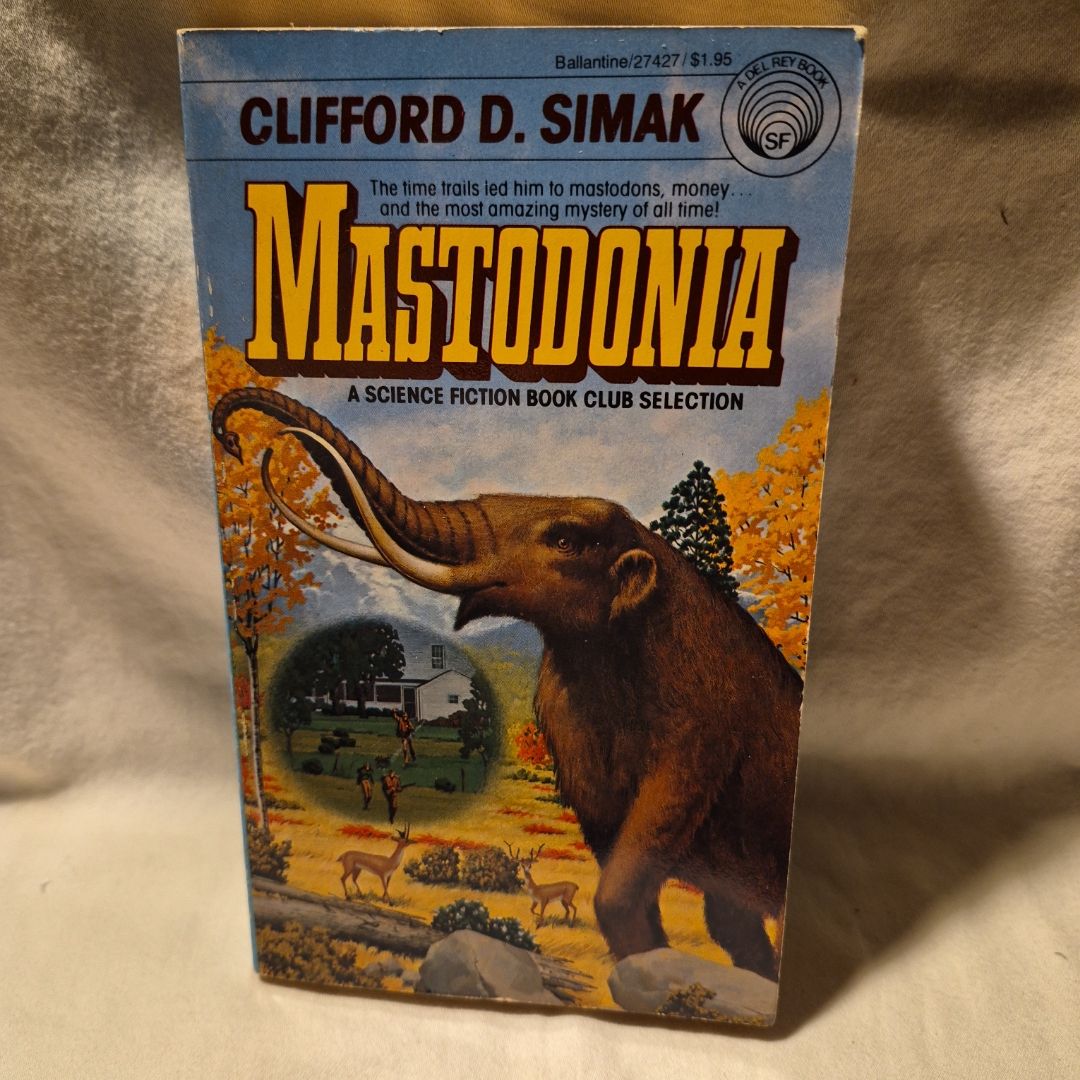 Ballantine/27427/$1.95
A DEL REY BOOK
SF
CLIFFORD D. SIMAK
The time trails led him to mastodons, money...
and the most amazing mystery of all time!
MASTODONIA
A SCIENCE FICTION BOOK CLUB SELECTION